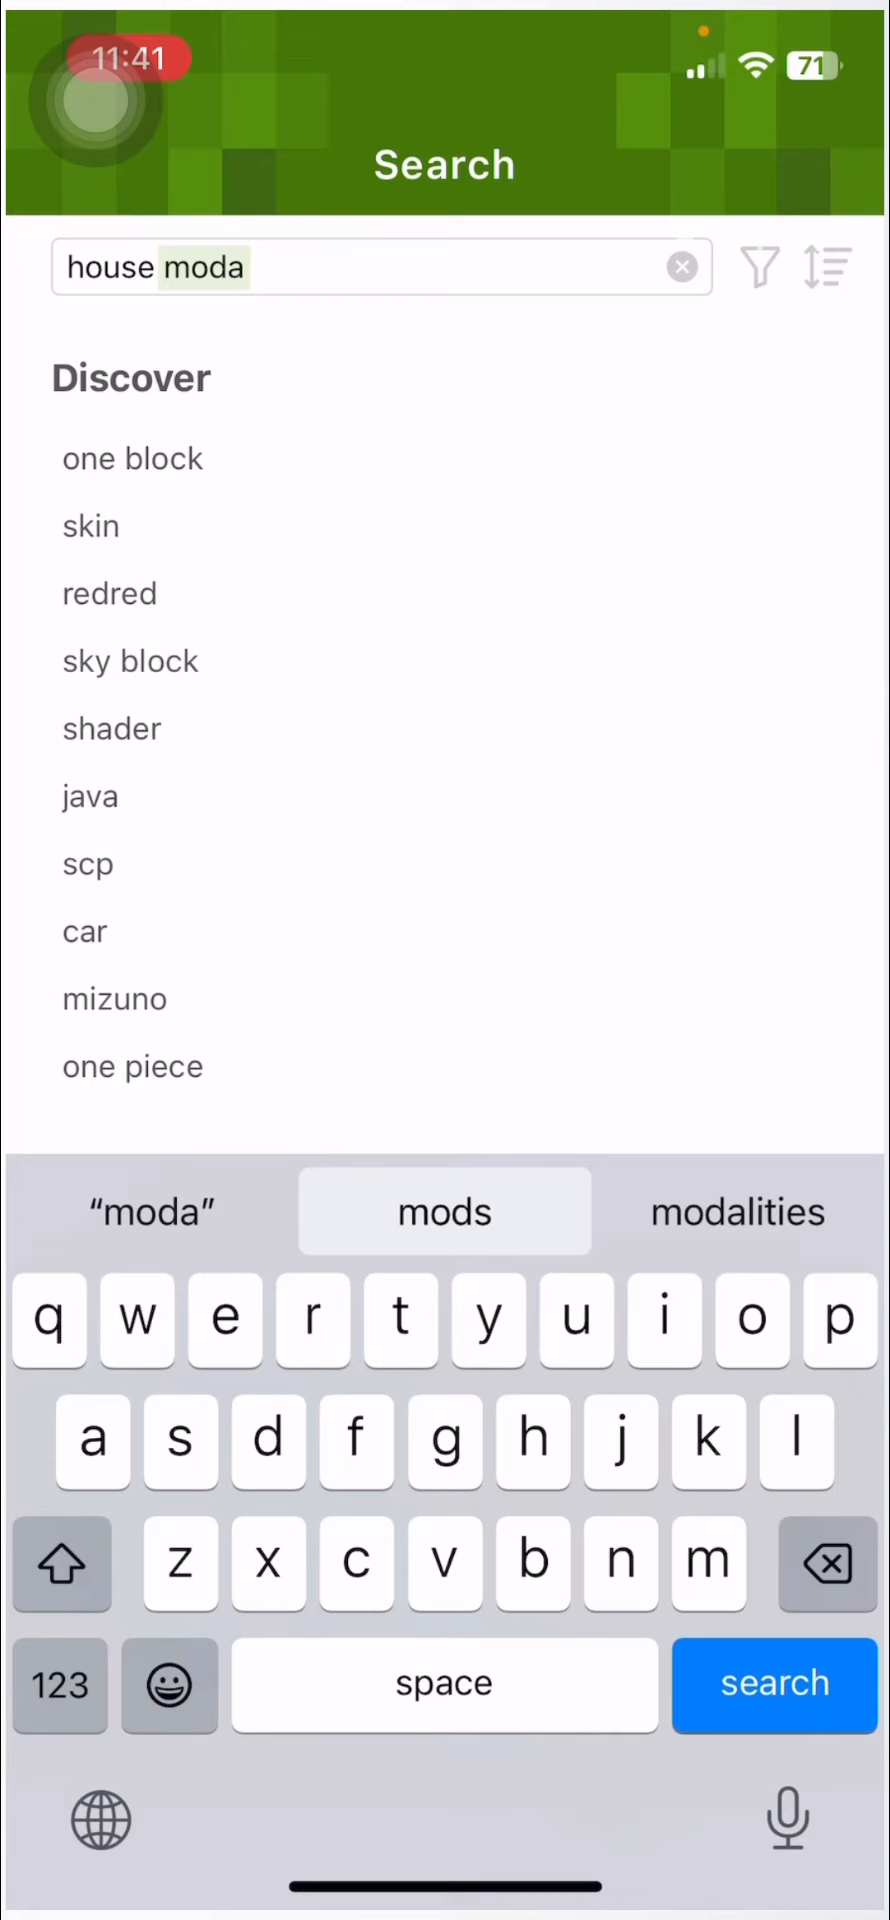 11:41
71
Search
house moda
Discover
one block
skin
redred
sky block
shader
java
scp
car
mizuno
one piece
“moda” mods modalities
q w e r t y u i o p
a s d f g h j k l
z x c v b n m
123 space search